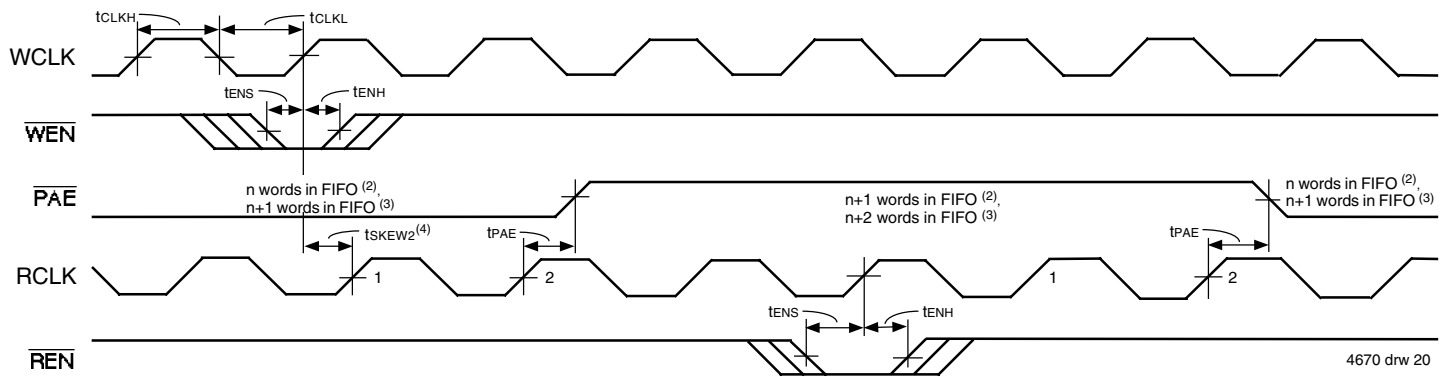 tCLKH
tCLKL
WCLK
tENS
tENH
WEN
n words in FIFO (2),
n+1 words in FIFO (3)
n+1 words in FIFO (2),
n+2 words in FIFO (3)
n words in FIFO (2),
n+1 words in FIFO (3)
PAE
tSKEW2(4)
tPAE
tPAE
RCLK
1
2
1
2
tENS
tENH
REN
4670 drw 20